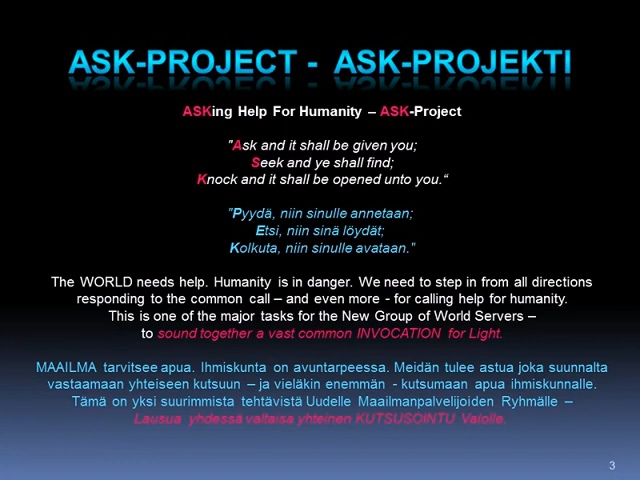 ASK-PROJECT - ASK-PROJEKTI
ASKing Help For Humanity – ASK-Project
"Ask and it shall be given you;
Seek and ye shall find;
Knock and it shall be opened unto you.“
"Pyydä, niin sinulle annetaan;
Etsi, niin sinä löydät;
Kolkuta, niin sinulle avataan."
The WORLD needs help. Humanity is in danger. We need to step in from all directions
responding to the common call – and even more - for calling help for humanity.
This is one of the major tasks for the New Group of World Servers –
to sound together a vast common INVOCATION for Light.
MAAILMA tarvitsee apua. Ihmiskunta on avuntarpeessa. Meidän tulee astua joka suunnalta
vastaamaan yhteiseen kutsuun – ja vieläkin enemmän - kutsumaan apua ihmiskunnalle.
Tämä on yksi suurimmista tehtävistä Uudelle Maailmanpalvelijoiden Ryhmälle –
Lausua yhdessä valtaisa yhteinen KUTSUSOINTU Valolle.
3